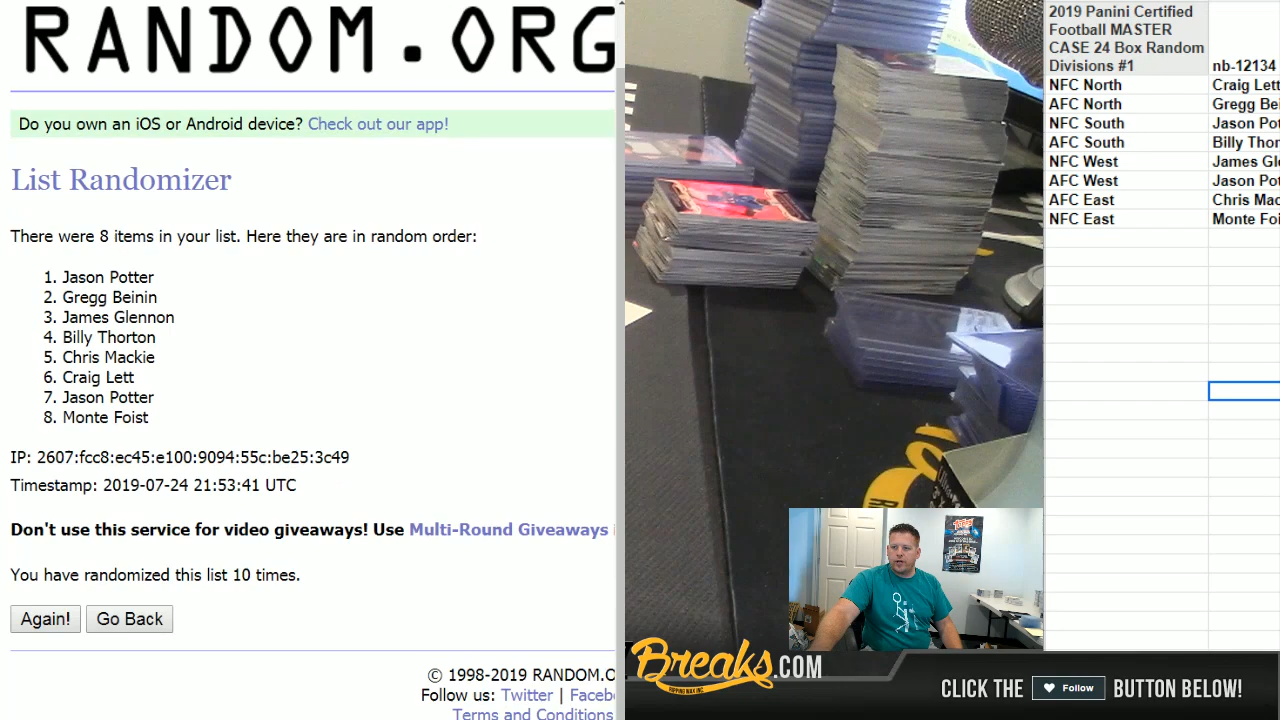 RANDOM.ORG
Do you own an iOS or Android device? Check out our app!
List Randomizer
There were 8 items in your list. Here they are in random order:
1. Jason Potter
2. Gregg Beinin
3. James Glennon
4. Billy Thorton
5. Chris Mackie
6. Craig Lett
7. Jason Potter
8. Monte Foist
IP: 2607:fcc8:ec45:e100:9094:55c:be25:3c49
Timestamp: 2019-07-24 21:53:41 UTC
Don't use this service for video giveaways! Use Multi-Round Giveaways
You have randomized this list 10 times.
Again! Go Back
© 1998-2019 RANDOM.O
Follow us: Twitter | Faceb
Terms and Conditions
2019 Panini Certified
Football MASTER
CASE 24 Box Random
Divisions #1 nb-12134
NFC North Craig Lett
AFC North Gregg Bei
NFC South Jason Pot
AFC South Billy Thor
NFC West James Gle
AFC West Jason Pot
AFC East Chris Mac
NFC East Monte Foi
Topps
Breaks.COM
RIPPING WAX INC.
CLICK THE Follow BUTTON BELOW!